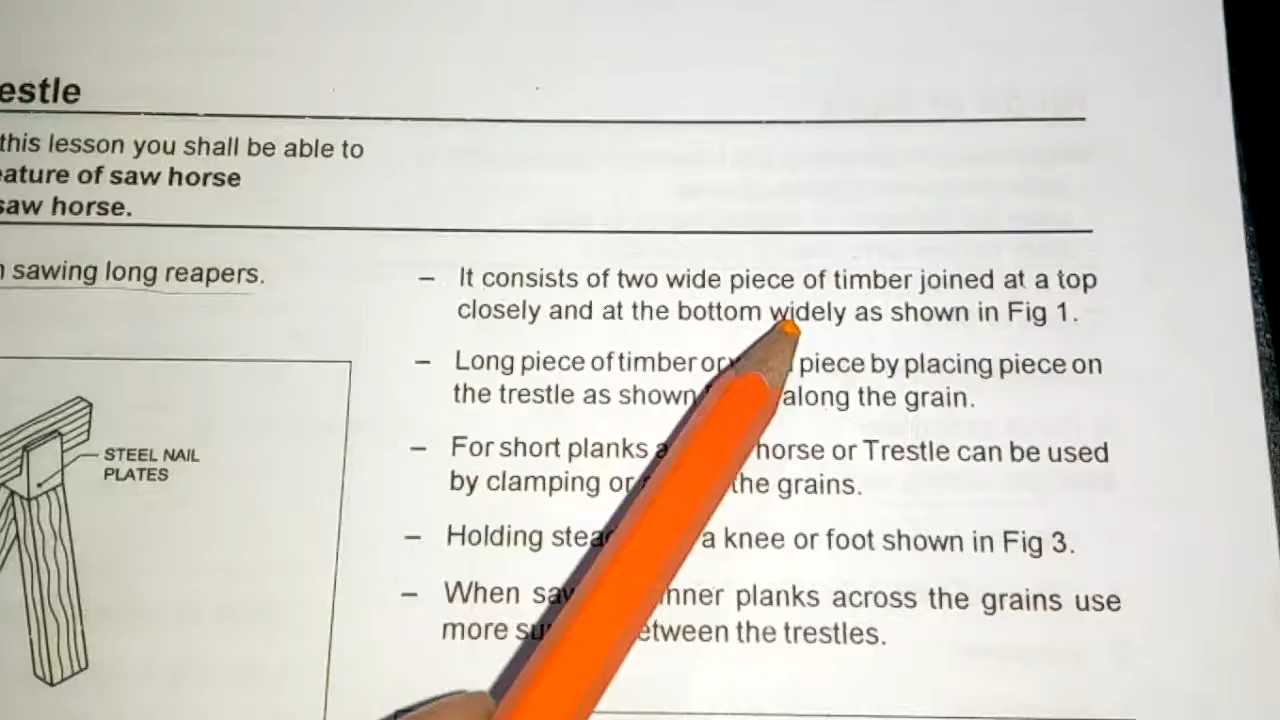 estle
this lesson you shall be able to
eature of saw horse
saw horse.
sawing long reapers.
STEEL NAIL
PLATES
– It consists of two wide piece of timber joined at a top
closely and at the bottom widely as shown in Fig 1.
– Long piece of timber or piece by placing piece on
the trestle as shown along the grain.
– For short planks horse or Trestle can be used
by clamping or the grains.
– Holding a knee or foot shown in Fig 3.
– When planks across the grains use
more between the trestles.